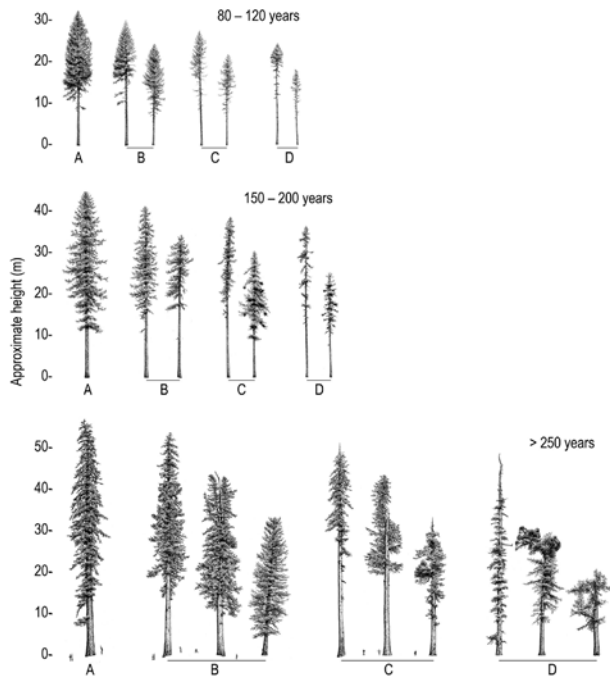 80 – 120 years
30-
20-
10-
0-
A
B
C
D
150 – 200 years
Approximate height (m)
40-
30-
20-
10-
0-
A
B
C
D
> 250 years
50-
40-
30-
20-
10-
0-
A
B
C
D